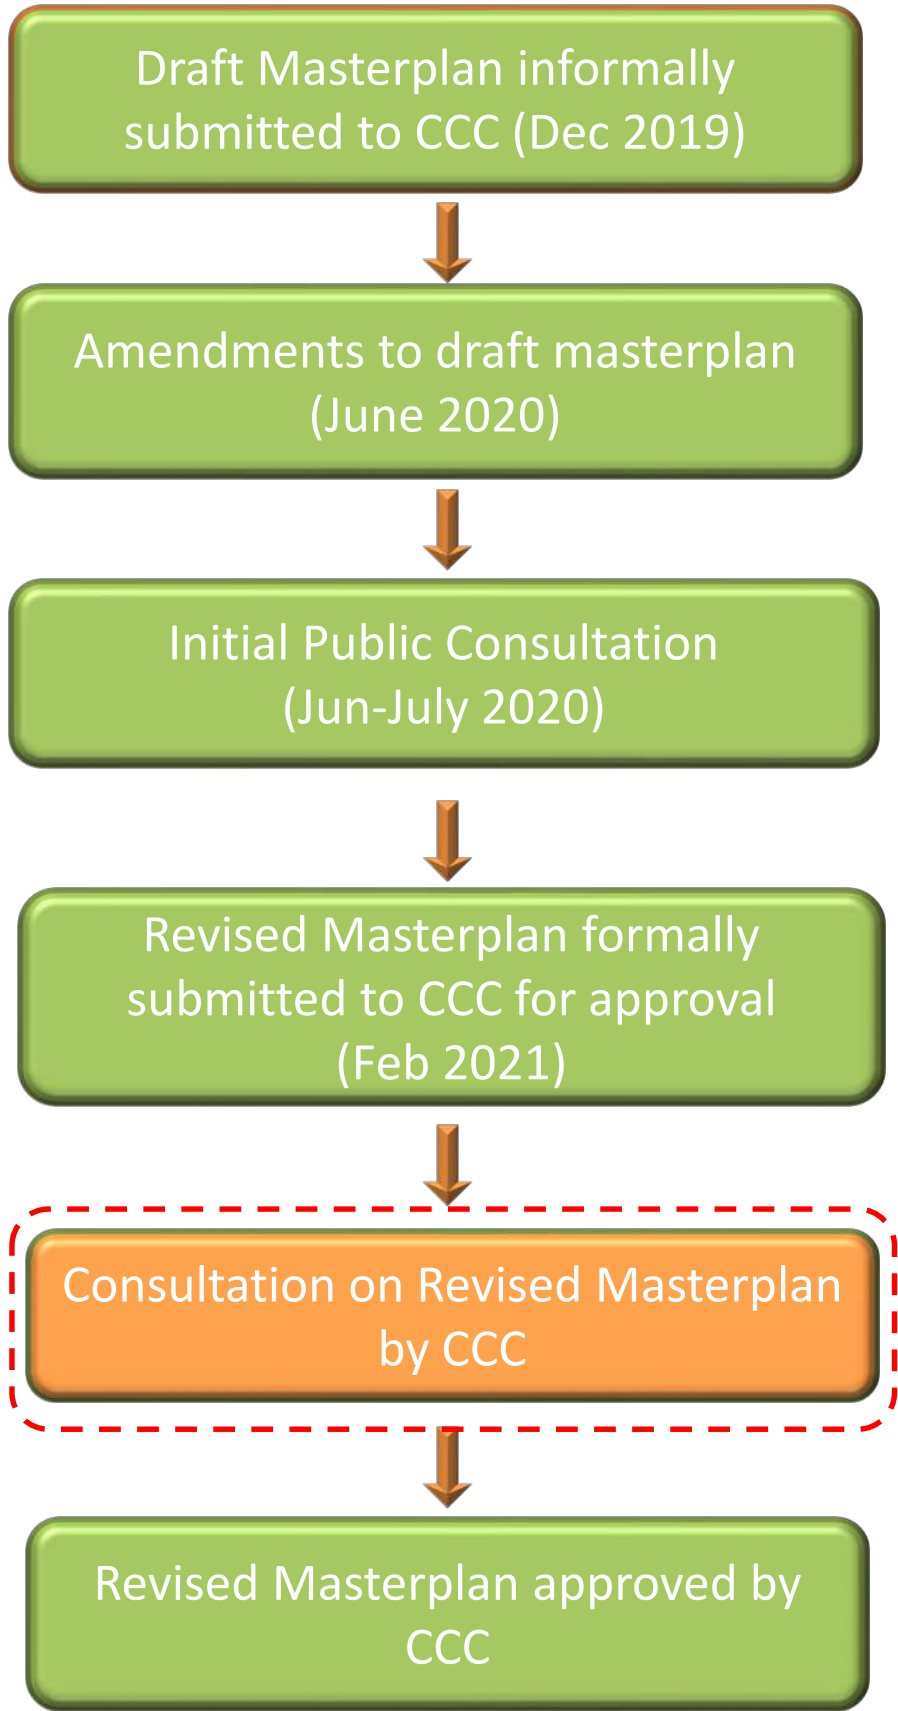 Draft Masterplan informally
submitted to CCC (Dec 2019)
Amendments to draft masterplan
(June 2020)
Initial Public Consultation
(Jun-July 2020)
Revised Masterplan formally
submitted to CCC for approval
(Feb 2021)
Consultation on Revised Masterplan
by CCC
Revised Masterplan approved by
CCC